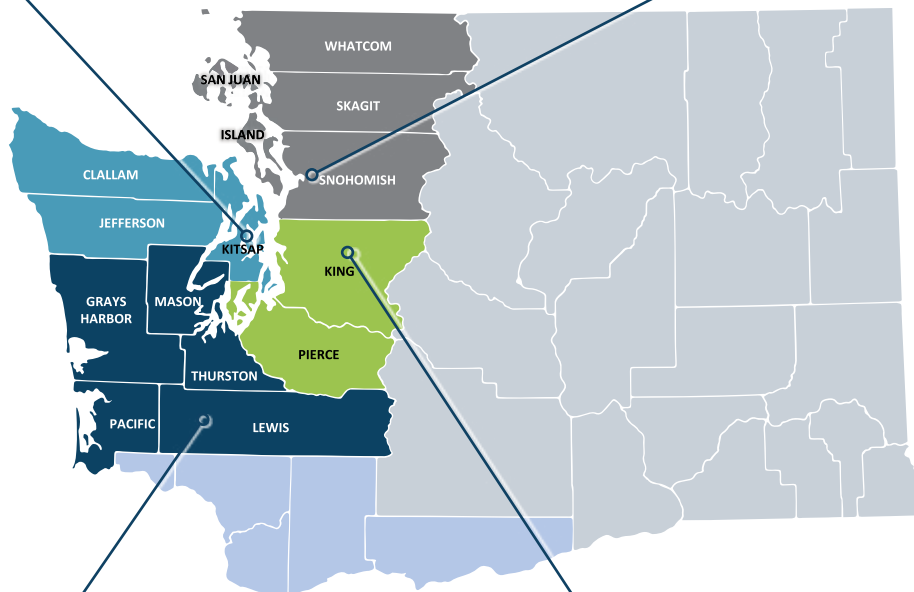 WHATCOM
SAN JUAN
SKAGIT
ISLAND
SNOHOMISH
CLALLAM
JEFFERSON
KITSAP
KING
GRAYS
HARBOR
MASON
PIERCE
THURSTON
PACIFIC
LEWIS